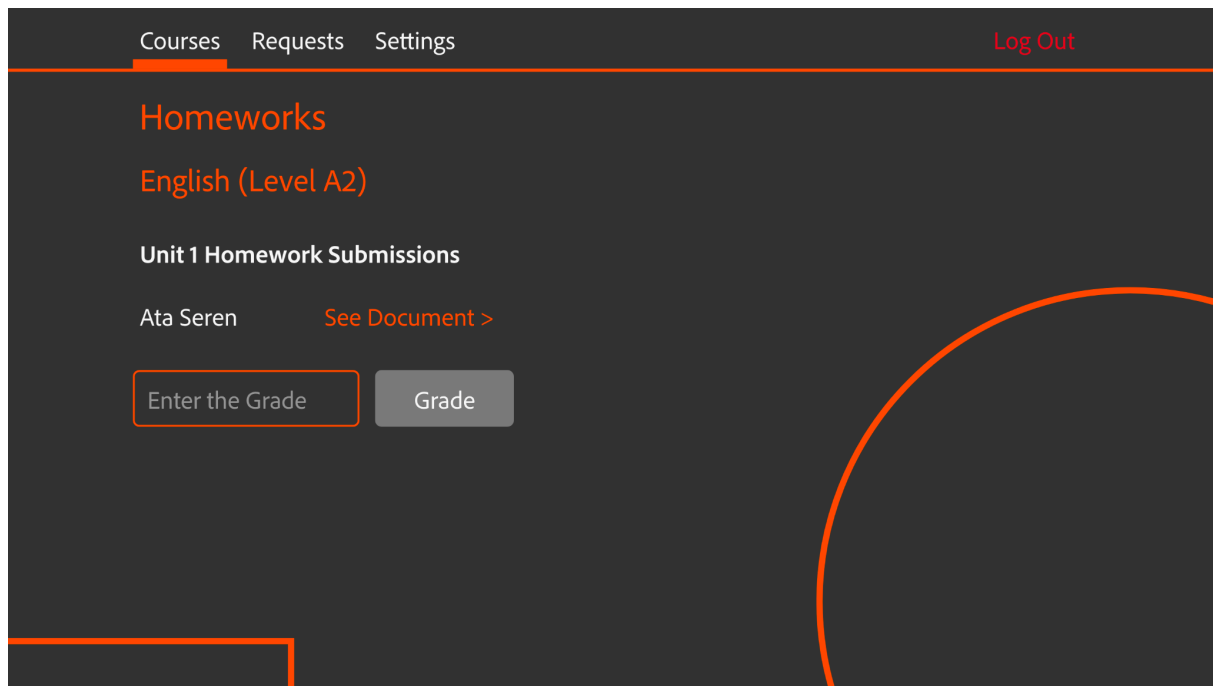 Courses Requests Settings Log Out
Homeworks
English (Level A2)
Unit 1 Homework Submissions
Ata Seren See Document >
Enter the Grade Grade